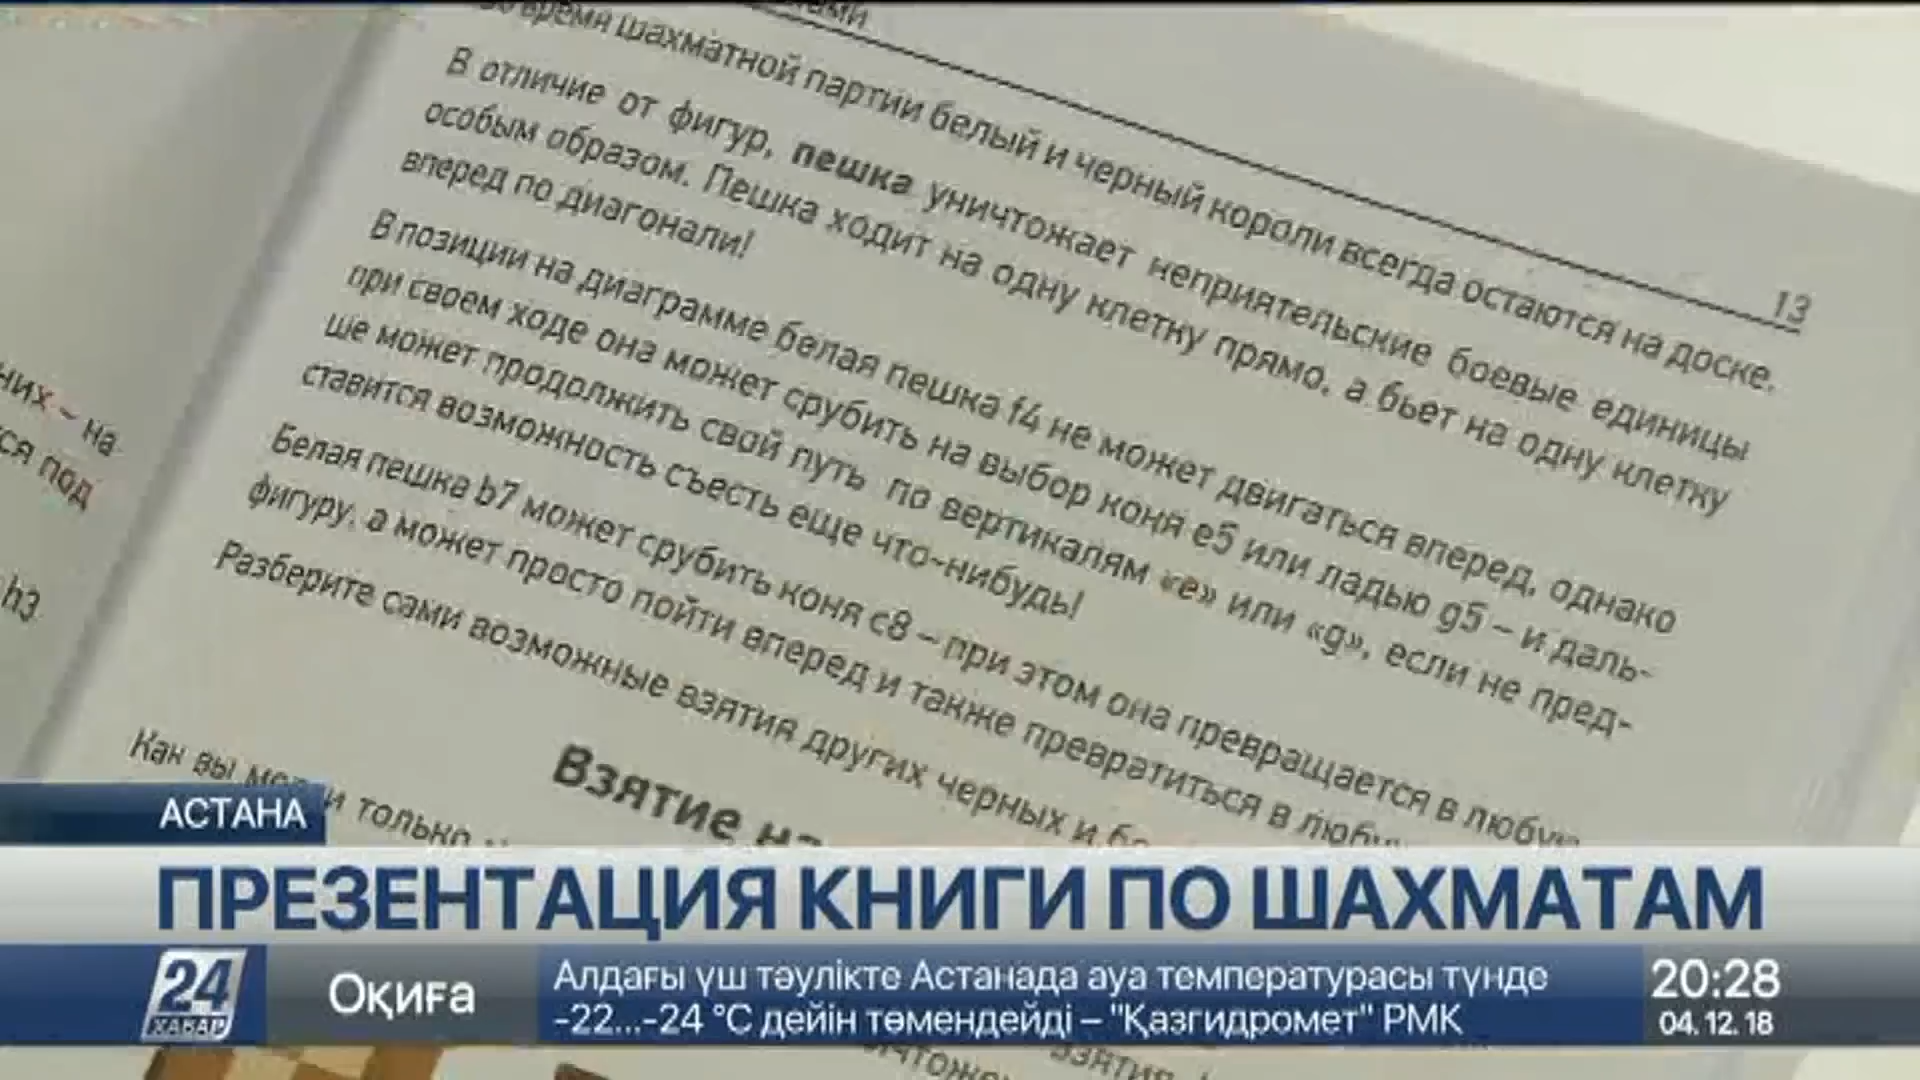 13
время шахматной партии белый и черный короли всегда остаются на доске.
В отличие от фигур, пешка уничтожает неприятельские боевые единицы
особым образом. Пешка ходит на одну клетку прямо, а бьет на одну клетку
вперед по диагонали!
В позиции на диаграмме белая пешка f4 не может двигаться вперед, однако
при своем ходе она может срубить на выбор коня e5 или ладью g5 – и даль-
ше может продолжить свой путь по вертикалям «e» или «g», если не пред-
ставится возможность съесть еще что-нибудь!
Белая пешка b7 может срубить коня c8 – при этом она превращается в любую
фигуру, а может просто пойти вперед и также превратиться в
Разберите сами возможные взятия других черных и
Взятие
Как вы
только
них – на
под
h3
АСТАНА
ПРЕЗЕНТАЦИЯ КНИГИ ПО ШАХМАТАМ
24
ХАБАР
Оқиға
Алдағы үш тәулікте Астанада ауа температурасы түнде
-22...-24 °С дейін төмендейді – "Қазгидромет" РМК
20:28
04.12.18